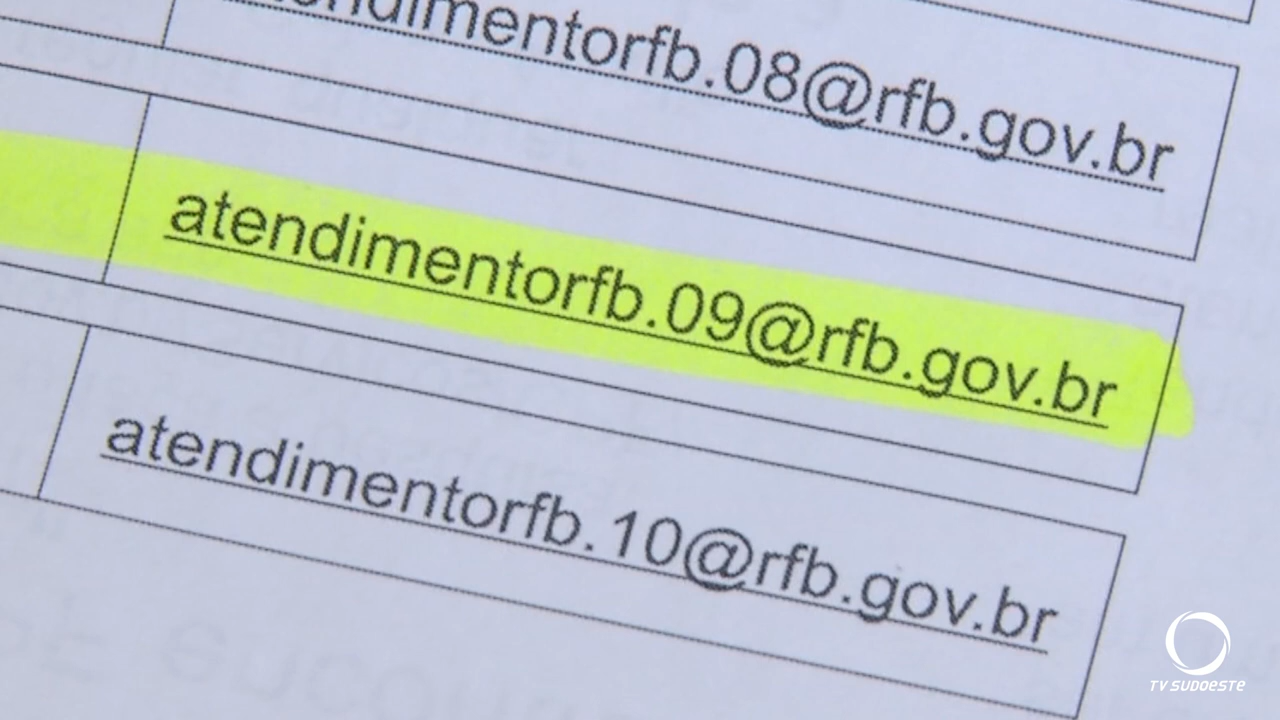 atendimentorfb.08@rfb.gov.br
atendimentorfb.09@rfb.gov.br
atendimentorfb.10@rfb.gov.br
TV SUDOESTE